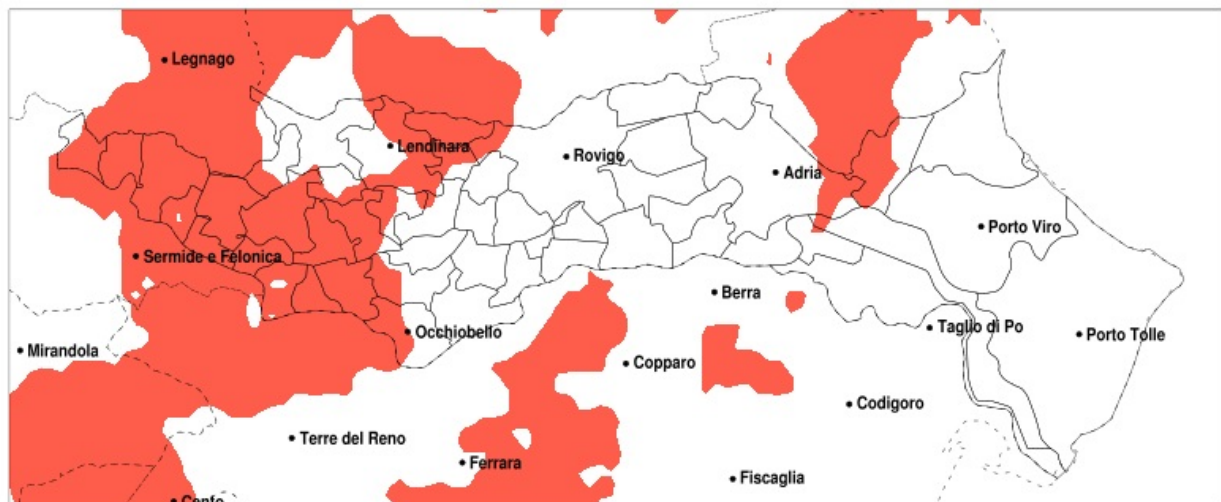 Legnago
Lendinara
Rovigo
Adria
Porto Viro
Sermide e Felonica
Berra
Occhiobello
Taglio di Po
Porto Tolle
Mirandola
Copparo
Codigoro
Terre del Reno
Ferrara
Fiscaglia
Cento